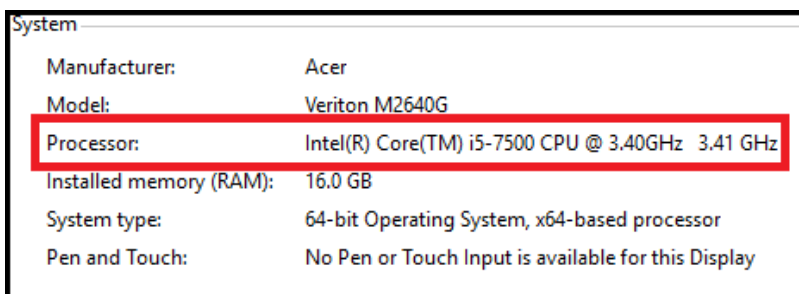 System
Manufacturer: Acer
Model: Veriton M2640G
Processor: Intel(R) Core(TM) i5-7500 CPU @ 3.40GHz 3.41 GHz
Installed memory (RAM): 16.0 GB
System type: 64-bit Operating System, x64-based processor
Pen and Touch: No Pen or Touch Input is available for this Display